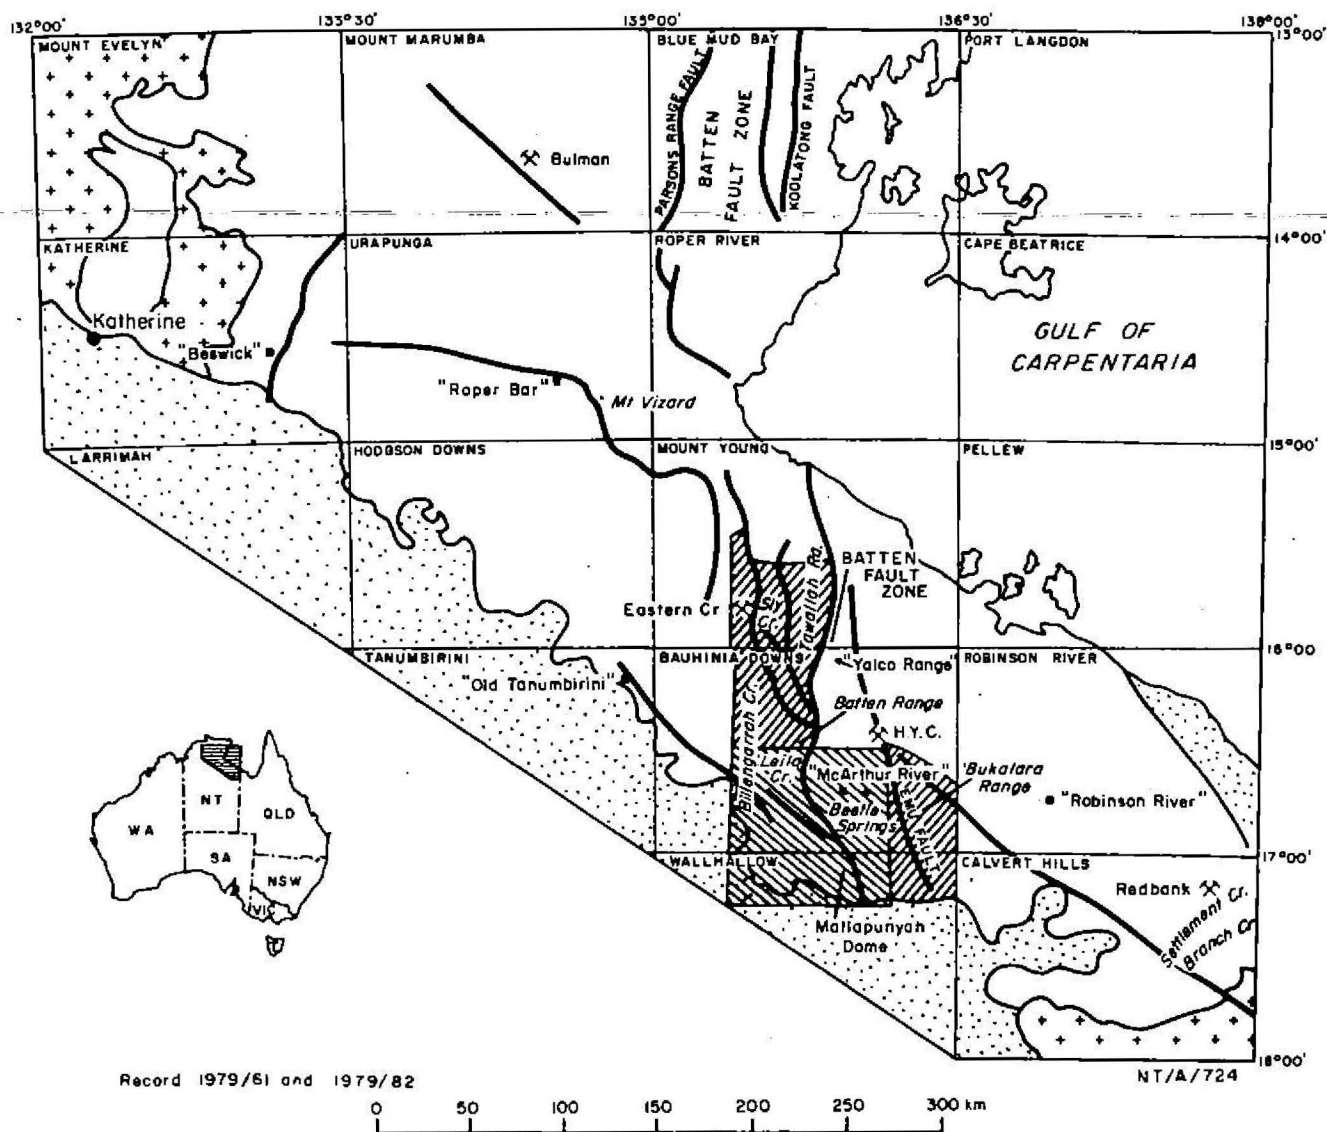 132°00'
133°30'
135°00'
136°30'
138°00'
13°00'
MOUNT EVELYN
MOUNT MARUMBA
BLUE MUD BAY
PORT LANGDON
PARSONS RANGE FAULT
BATTEN
FAULT ZONE
KOOLATONG FAULT
Bulman
14°00'
KATHERINE
URAPUNGA
ROPER RIVER
CAPE BEATRICE
Katherine
"Beswick"
"Roper Bar"
Mt Vizard
GULF OF
CARPENTARIA
15°00'
LARRIMAH
HODGSON DOWNS
MOUNT YOUNG
PELLEW
Tawallah Ra.
BATTEN
FAULT
ZONE
Eastern Cr
Sly
Cr.
16°00'
TANUMBIRINI
BAUHINIA DOWNS
"Yalco Range"
ROBINSON RIVER
"Old Tanumbirini"
Batten Range
Billengarrah Cr.
H.Y.C.
Leila
Cr.
"McArthur River"
Bukalara
Range
Beetle
Springs
EMU FAULT
"Robinson River"
17°00'
WALLHALLOW
CALVERT HILLS
Redbank
Mallapunyah
Dome
Settlement Cr.
Branch Cr
18°00'
WA
NT
QLD
SA
NSW
VIC
Record 1979/61 and 1979/82
NT/A/724
0
50
100
150
200
250
300 km